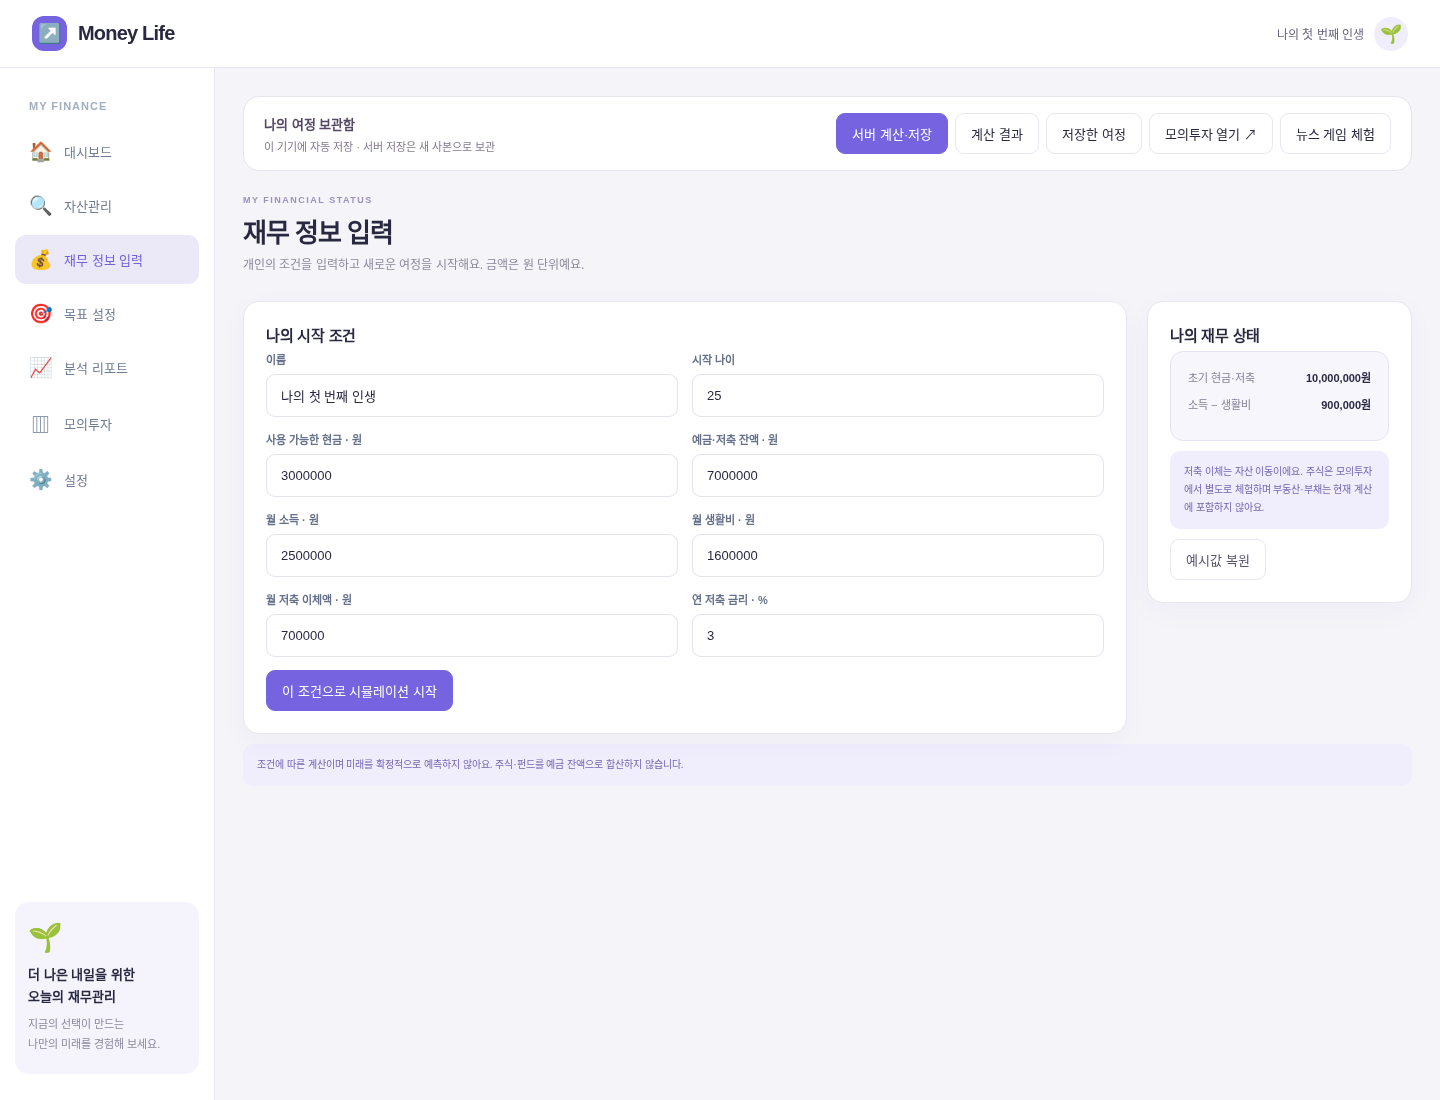 Money Life
나의 첫 번째 인생
MY FINANCE
대시보드
자산관리
재무 정보 입력
목표 설정
분석 리포트
모의투자
설정
더 나은 내일을 위한
오늘의 재무관리
지금의 선택이 만드는
나만의 미래를 경험해 보세요.
나의 여정 보관함
이 기기에 자동 저장 · 서버 저장은 새 사본으로 보관
서버 계산·저장
계산 결과
저장한 여정
모의투자 열기 ↗
뉴스 게임 체험
MY FINANCIAL STATUS
재무 정보 입력
개인의 조건을 입력하고 새로운 여정을 시작해요. 금액은 원 단위예요.
나의 시작 조건
이름
시작 나이
나의 첫 번째 인생
25
사용 가능한 현금 · 원
예금·저축 잔액 · 원
3000000
7000000
월 소득 · 원
월 생활비 · 원
2500000
1600000
월 저축 이체액 · 원
연 저축 금리 · %
700000
3
이 조건으로 시뮬레이션 시작
나의 재무 상태
초기 현금·저축 10,000,000원
소득 − 생활비 900,000원
저축 이체는 자산 이동이에요. 주식은 모의투자
에서 별도로 체험하며 부동산·부채는 현재 계산
에 포함하지 않아요.
예시값 복원
조건에 따른 계산이며 미래를 확정적으로 예측하지 않아요. 주식·펀드를 예금 잔액으로 합산하지 않습니다.